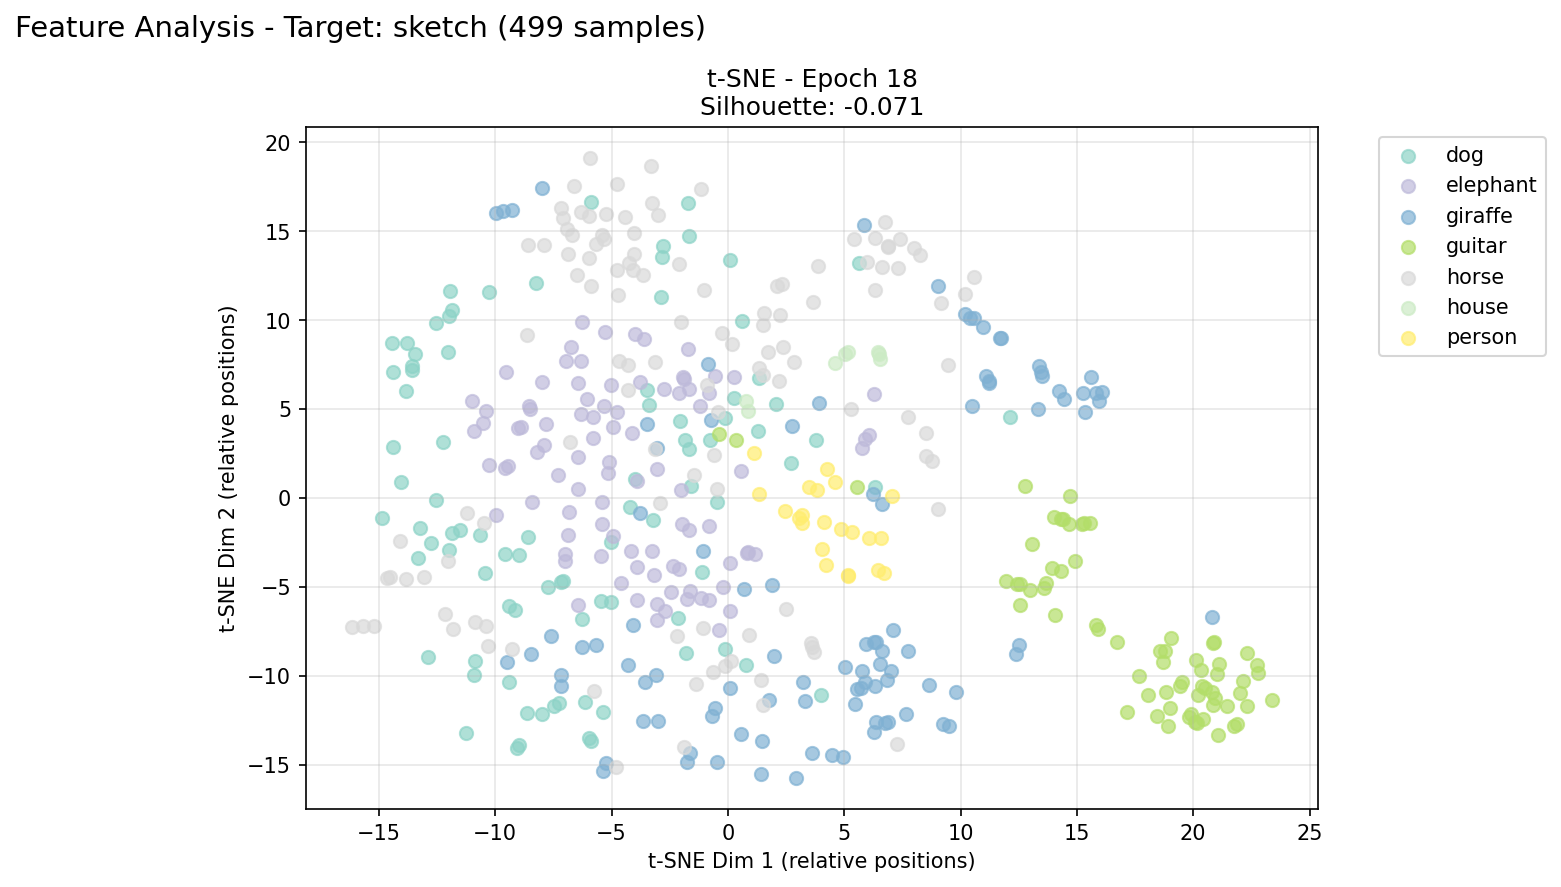 Feature Analysis - Target: sketch (499 samples)
t-SNE - Epoch 18
Silhouette: -0.071
20
15
10
5
0
−5
−10
−15
t-SNE Dim 2 (relative positions)
−15
−10
−5
0
5
10
15
20
25
t-SNE Dim 1 (relative positions)
dog
elephant
giraffe
guitar
horse
house
person